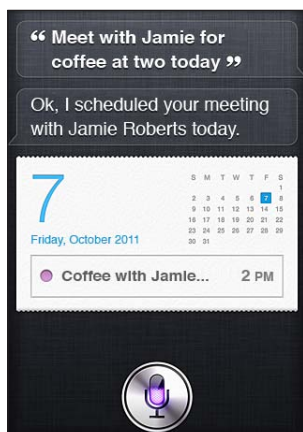 “ Meet with Jamie for
coffee at two today ”
Ok, I scheduled your meeting
with Jamie Roberts today.
7
Friday, October 2011
S M T W T F S
1
2 3 4 5 6 7 8
9 10 11 12 13 14 15
16 17 18 19 20 21 22
23 24 25 26 27 28 29
30 31
Coffee with Jamie... 2 PM